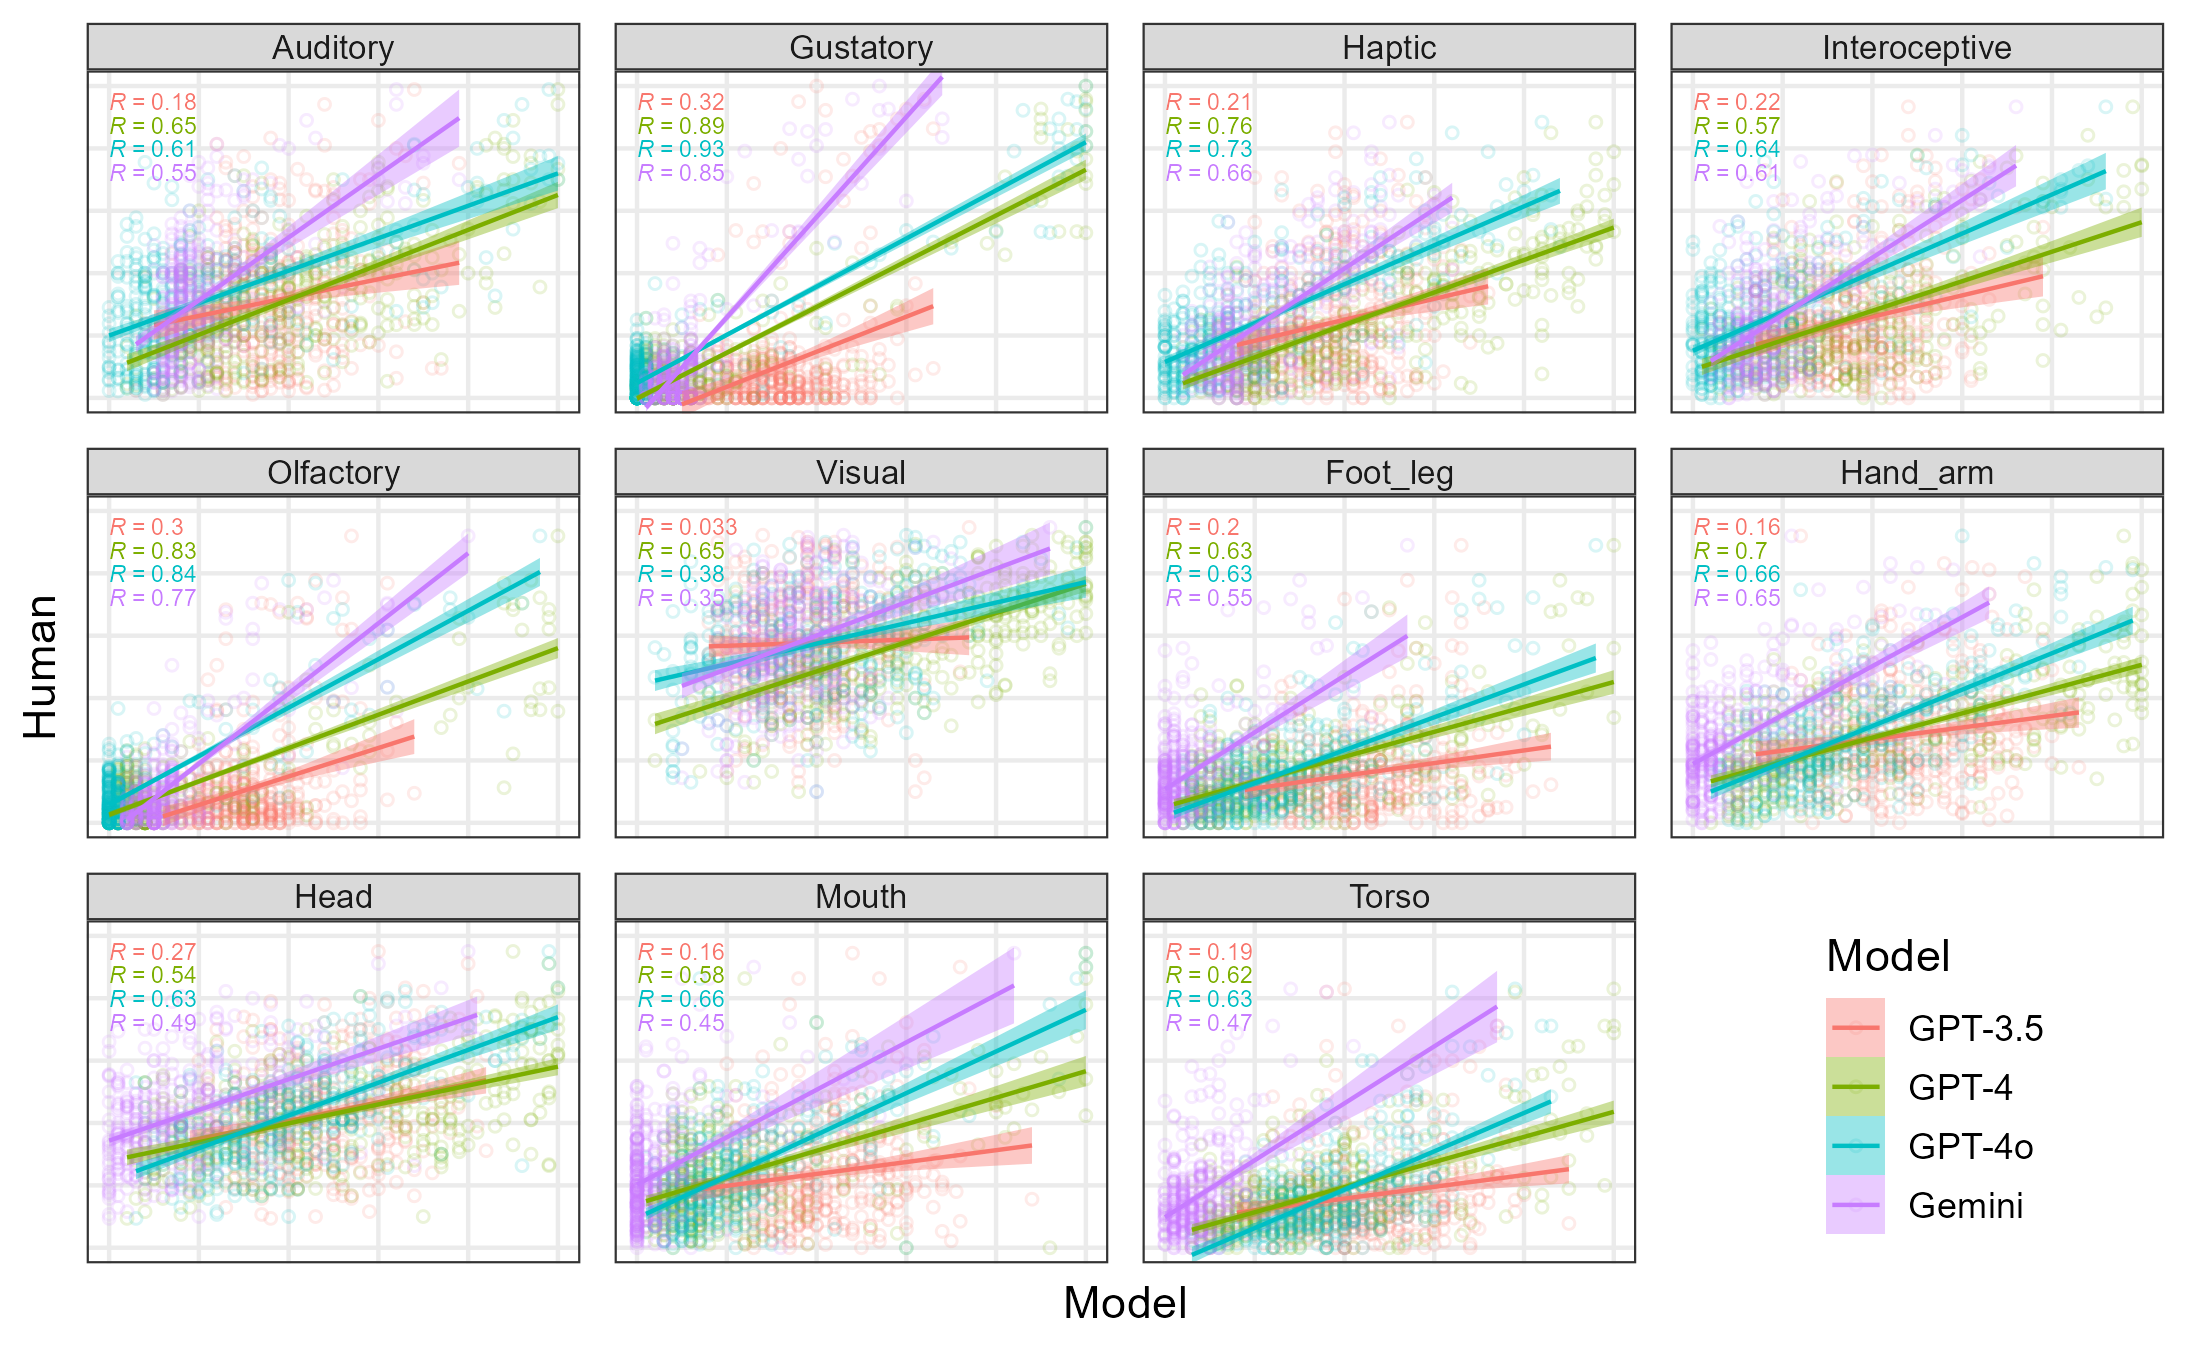 Auditory
R = 0.18
R = 0.65
R = 0.61
R = 0.55
Gustatory
R = 0.32
R = 0.89
R = 0.93
R = 0.85
Haptic
R = 0.21
R = 0.76
R = 0.73
R = 0.66
Interoceptive
R = 0.22
R = 0.57
R = 0.64
R = 0.61
Olfactory
R = 0.3
R = 0.83
R = 0.84
R = 0.77
Visual
R = 0.033
R = 0.65
R = 0.38
R = 0.35
Foot_leg
R = 0.2
R = 0.63
R = 0.63
R = 0.55
Hand_arm
R = 0.16
R = 0.7
R = 0.66
R = 0.65
Head
R = 0.27
R = 0.54
R = 0.63
R = 0.49
Mouth
R = 0.16
R = 0.58
R = 0.66
R = 0.45
Torso
R = 0.19
R = 0.62
R = 0.63
R = 0.47
Human
Model
Model
GPT-3.5
GPT-4
GPT-4o
Gemini